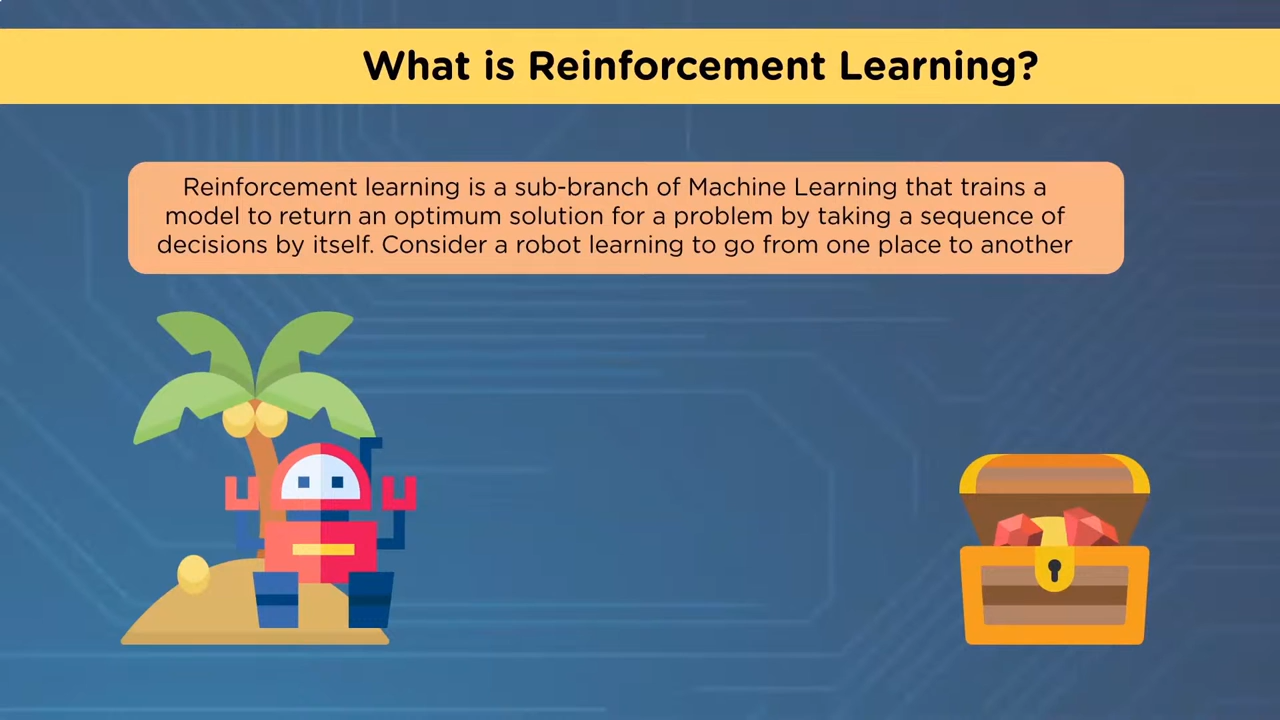 What is Reinforcement Learning?
Reinforcement learning is a sub-branch of Machine Learning that trains a
model to return an optimum solution for a problem by taking a sequence of
decisions by itself. Consider a robot learning to go from one place to another